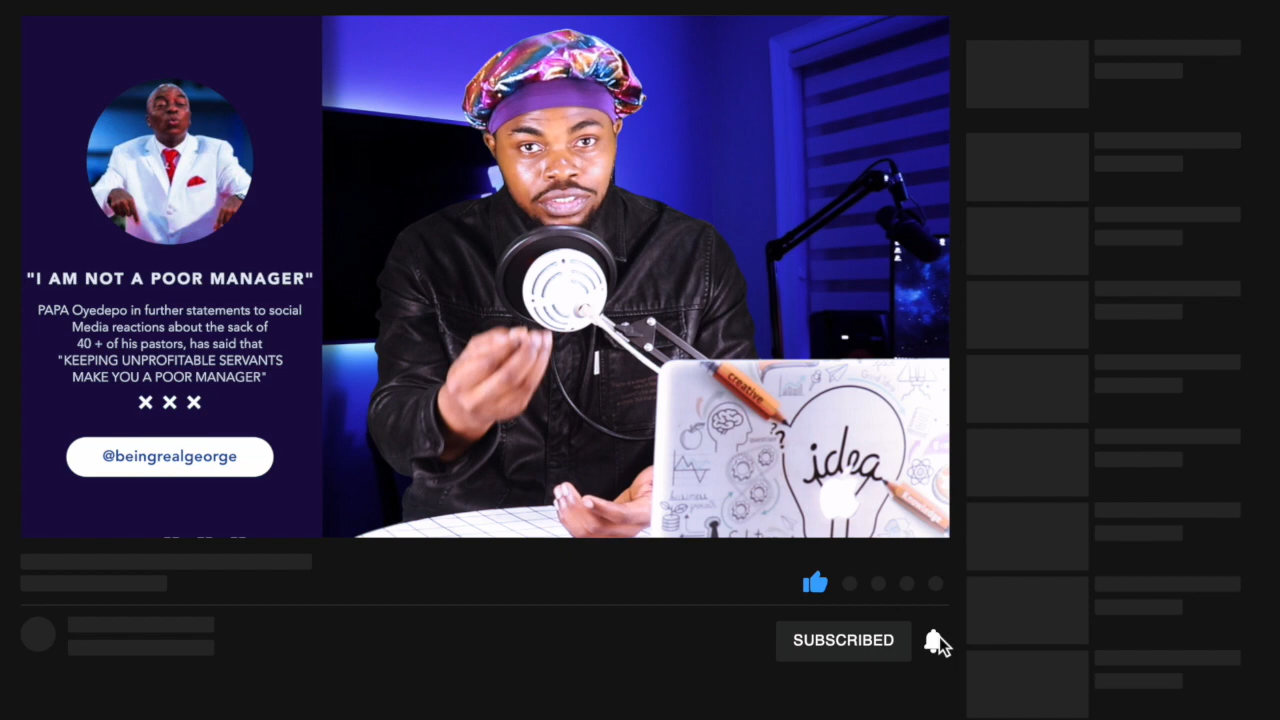 "I AM NOT A POOR MANAGER"
PAPA Oyedepo in further statements to social
Media reactions about the sack of
40 + of his pastors, has said that
"KEEPING UNPROFITABLE SERVANTS
MAKE YOU A POOR MANAGER"
@beingrealgeorge
creative
idea
business
SUBSCRIBED